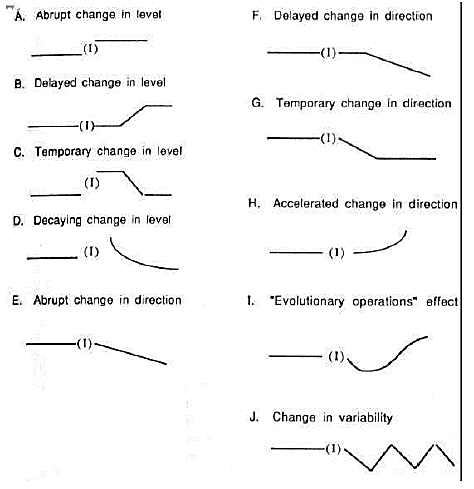 A. Abrupt change in level
(I)
B. Delayed change in level
(I)
C. Temporary change in level
(I)
D. Decaying change in level
(I)
E. Abrupt change in direction
(I)
F. Delayed change in direction
(I)
G. Temporary change in direction
(I)
H. Accelerated change in direction
(I)
I. "Evolutionary operations" effect
(I)
J. Change in variability
(I)